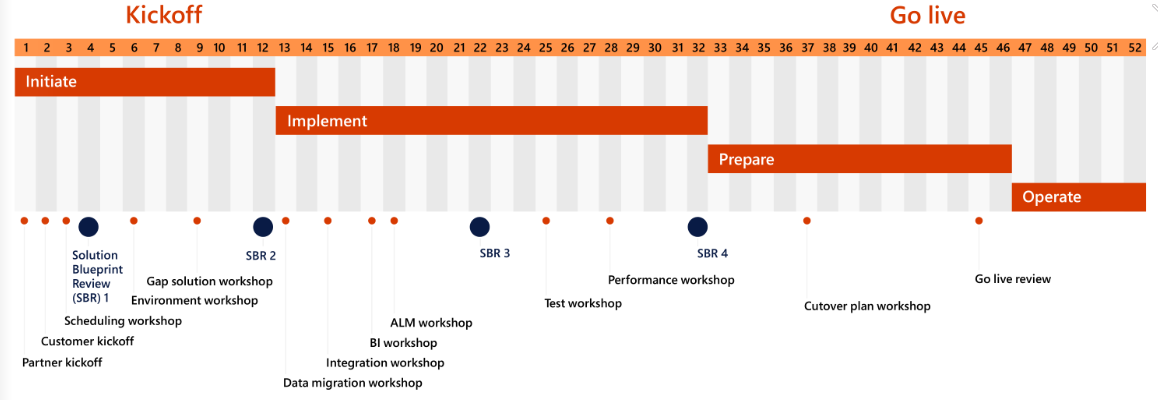 Kickoff
Go live
1 2 3 4 5 6 7 8 9 10 11 12 13 14 15 16 17 18 19 20 21 22 23 24 25 26 27 28 29 30 31 32 33 34 35 36 37 38 39 40 41 42 43 44 45 46 47 48 49 50 51 52
Initiate
Implement
Prepare
Operate
Solution
Blueprint
Review
(SBR) 1
SBR 2
SBR 3
SBR 4
Gap solution workshop
Environment workshop
Scheduling workshop
Customer kickoff
Partner kickoff
ALM workshop
BI workshop
Integration workshop
Data migration workshop
Performance workshop
Test workshop
Cutover plan workshop
Go live review